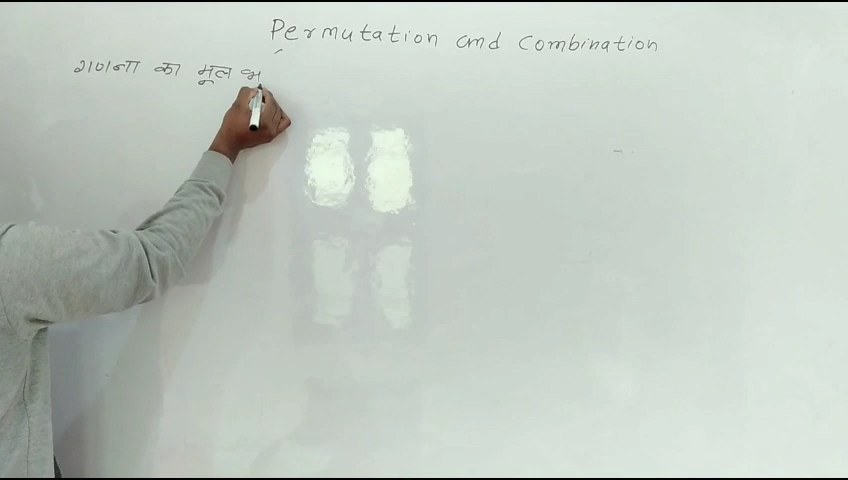 Permutation and Combination
गणना का मूल